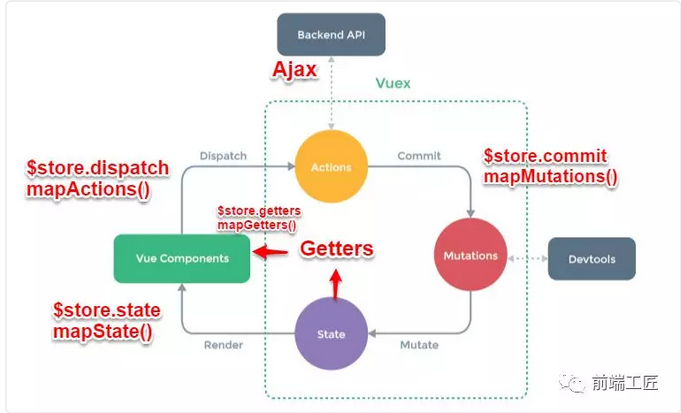 Backend API
Ajax
Vuex
Dispatch
Actions
Commit
$store.dispatch
mapActions()
$store.commit
mapMutations()
$store.getters
mapGetters()
Vue Components
Getters
Mutations
Devtools
$store.state
mapState()
State
Render
Mutate
前端工匠